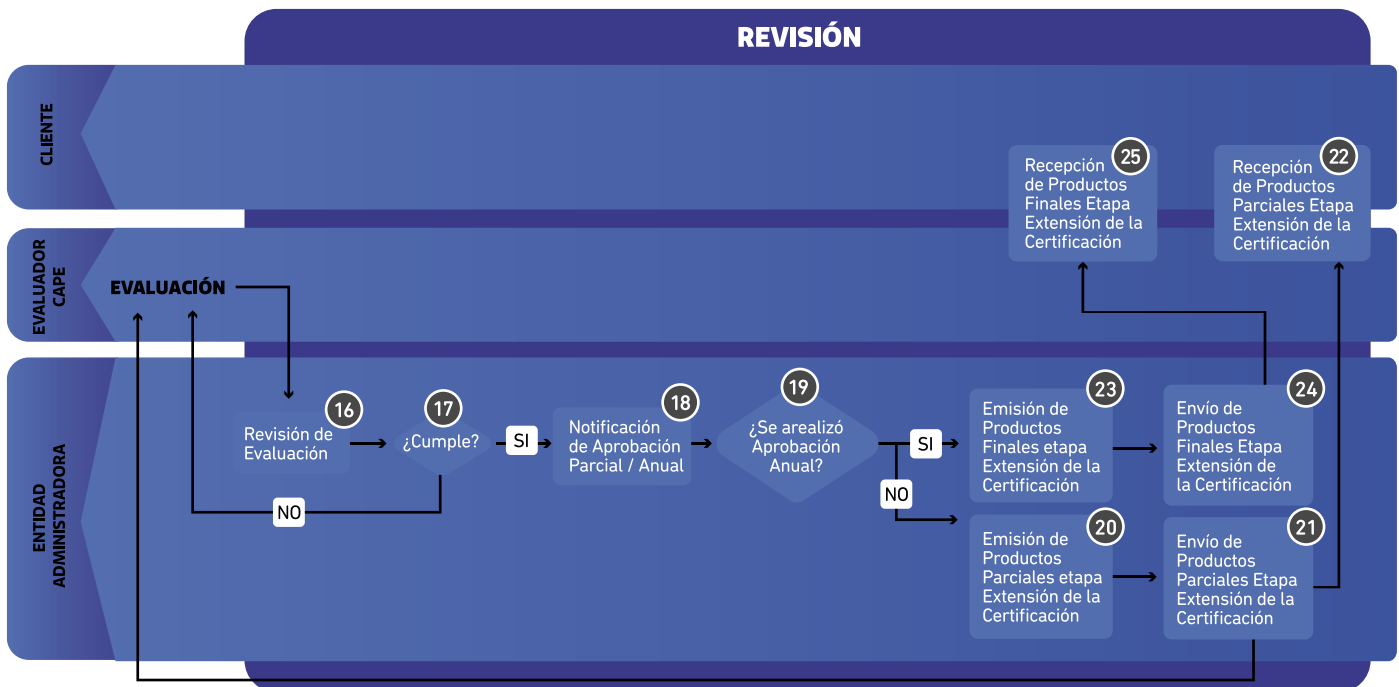 REVISIÓN
CLIENTE
25
Recepción
de Productos
Finales Etapa
Extensión de la
Certificación
22
Recepción
de Productos
Parciales Etapa
Extensión de la
Certificación
EVALUADOR
CAPE
EVALUACIÓN
ENTIDAD
ADMINISTRADORA
16
Revisión de
Evaluación
17
¿Cumple?
SI
NO
18
Notificación
de Aprobación
Parcial / Anual
19
¿Se arealizó
Aprobación
Anual?
SI
NO
23
Emisión de
Productos
Finales etapa
Extensión de la
Certificación
24
Envío de
Productos
Finales Etapa
Extensión de
la Certificación
20
Emisión de
Productos
Parciales etapa
Extensión de la
Certificación
21
Envío de
Productos
Parciales Etapa
Extensión de la
Certificación